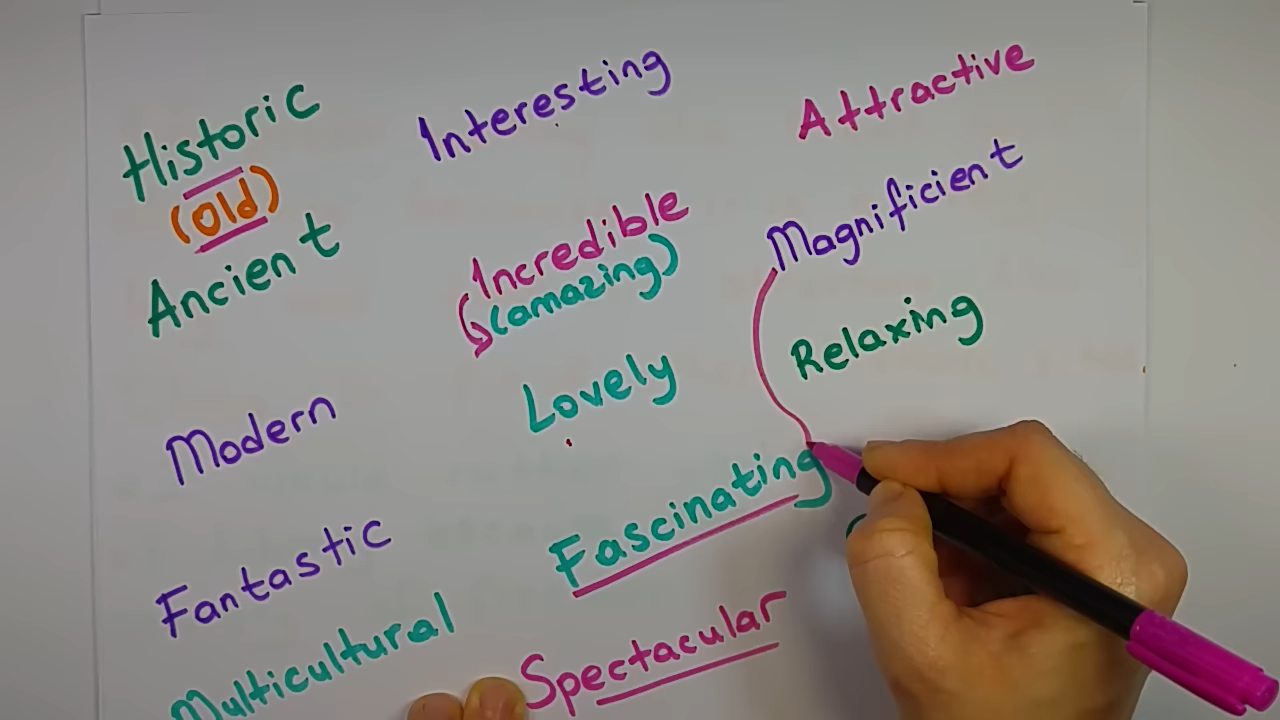 Historic
(old)
Ancient
Modern
Fantastic
Multicultural
Interesting
Incredible
(amazing)
Lovely
Fascinating
Spectacular
Attractive
Magnificient
Relaxing